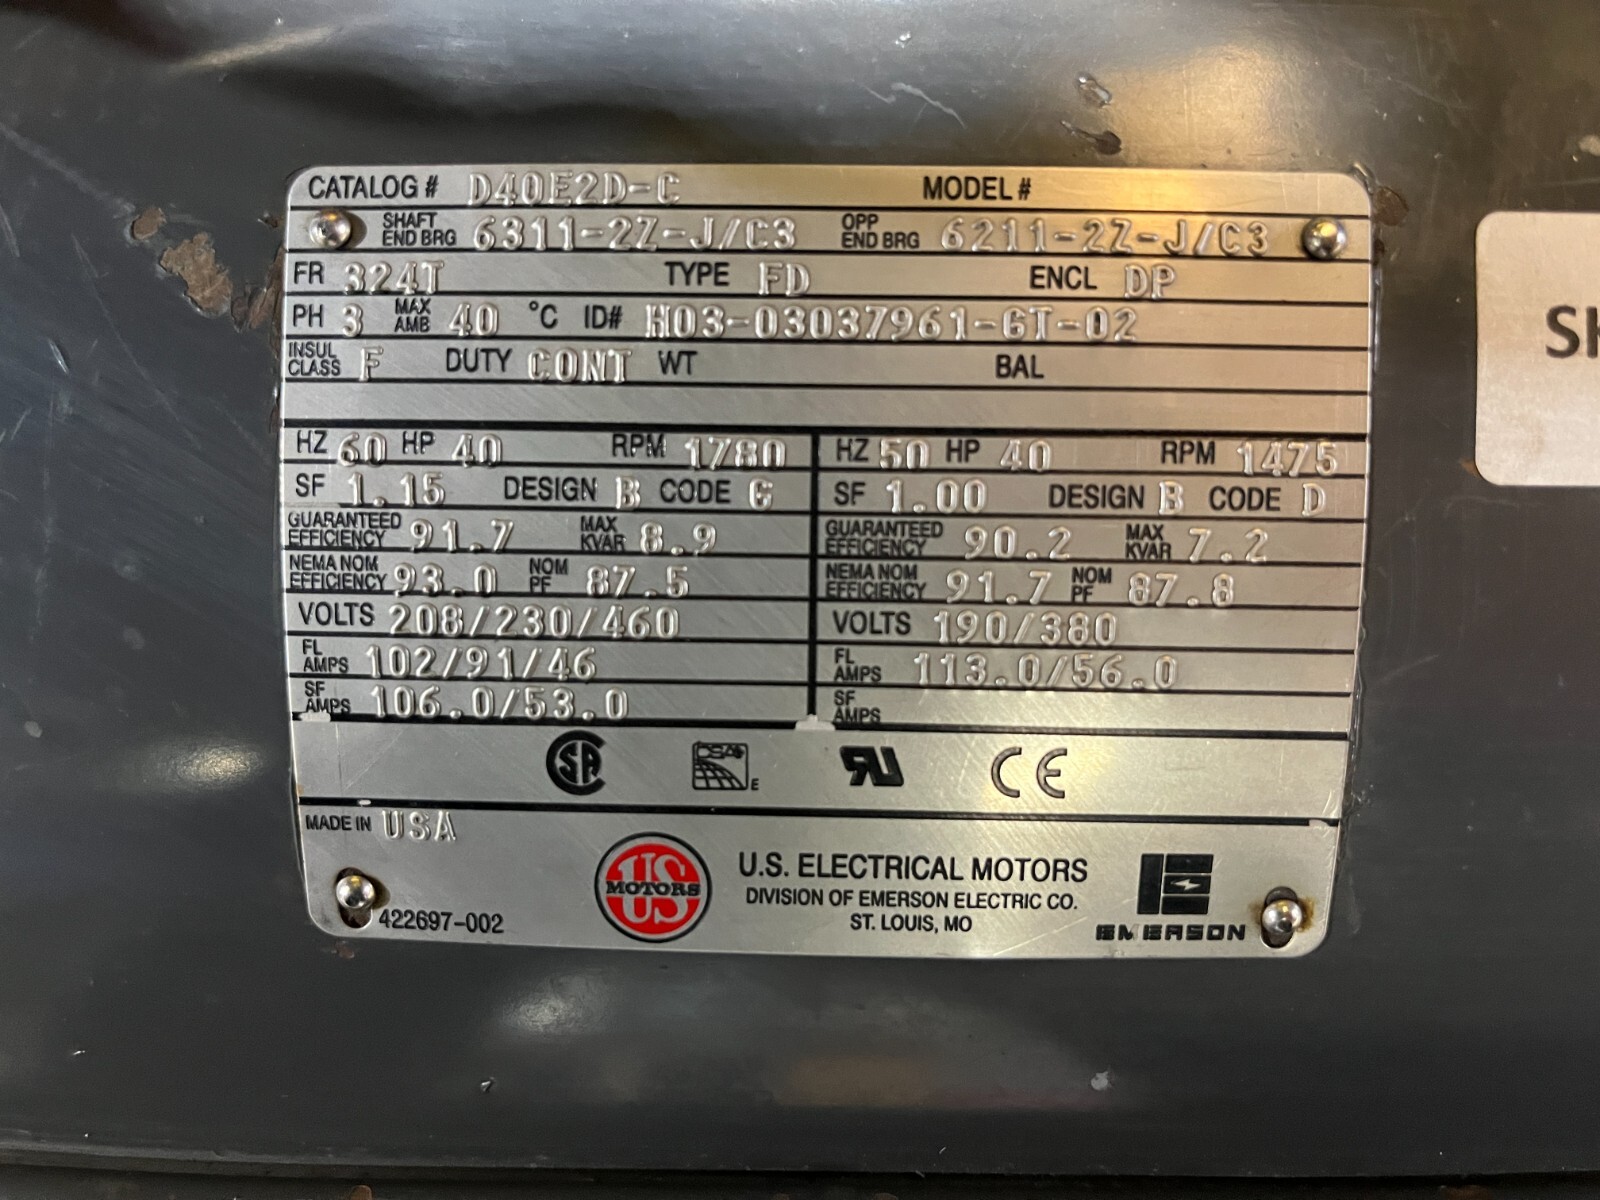 CATALOG # D40E2D-C MODEL #
SHAFT END BRG 6311-2Z-J/C3 OPP END BRG 6211-2Z-J/C3
FR 324T TYPE FD ENCL DP
PH 3 MAX AMB 40 °C ID# H03-03037961-GT-02
INSUL CLASS F DUTY CONT WT BAL
HZ 60 HP 40 RPM 1780
SF 1.15 DESIGN B CODE G
GUARANTEED EFFICIENCY 91.7 MAX KVAR 8.9
NEMA NOM EFFICIENCY 93.0 NOM PF 87.5
VOLTS 208/230/460
FL AMPS 102/91/46
SF AMPS 106.0/53.0
HZ 50 HP 40 RPM 1475
SF 1.00 DESIGN B CODE D
GUARANTEED EFFICIENCY 90.2 MAX KVAR 7.2
NEMA NOM EFFICIENCY 91.7 NOM PF 87.8
VOLTS 190/380
FL AMPS 113.0/56.0
SF AMPS
SA CSA E RU CE
MADE IN USA
US MOTORS
U.S. ELECTRICAL MOTORS
DIVISION OF EMERSON ELECTRIC CO.
ST. LOUIS, MO
EMERSON
422697-002